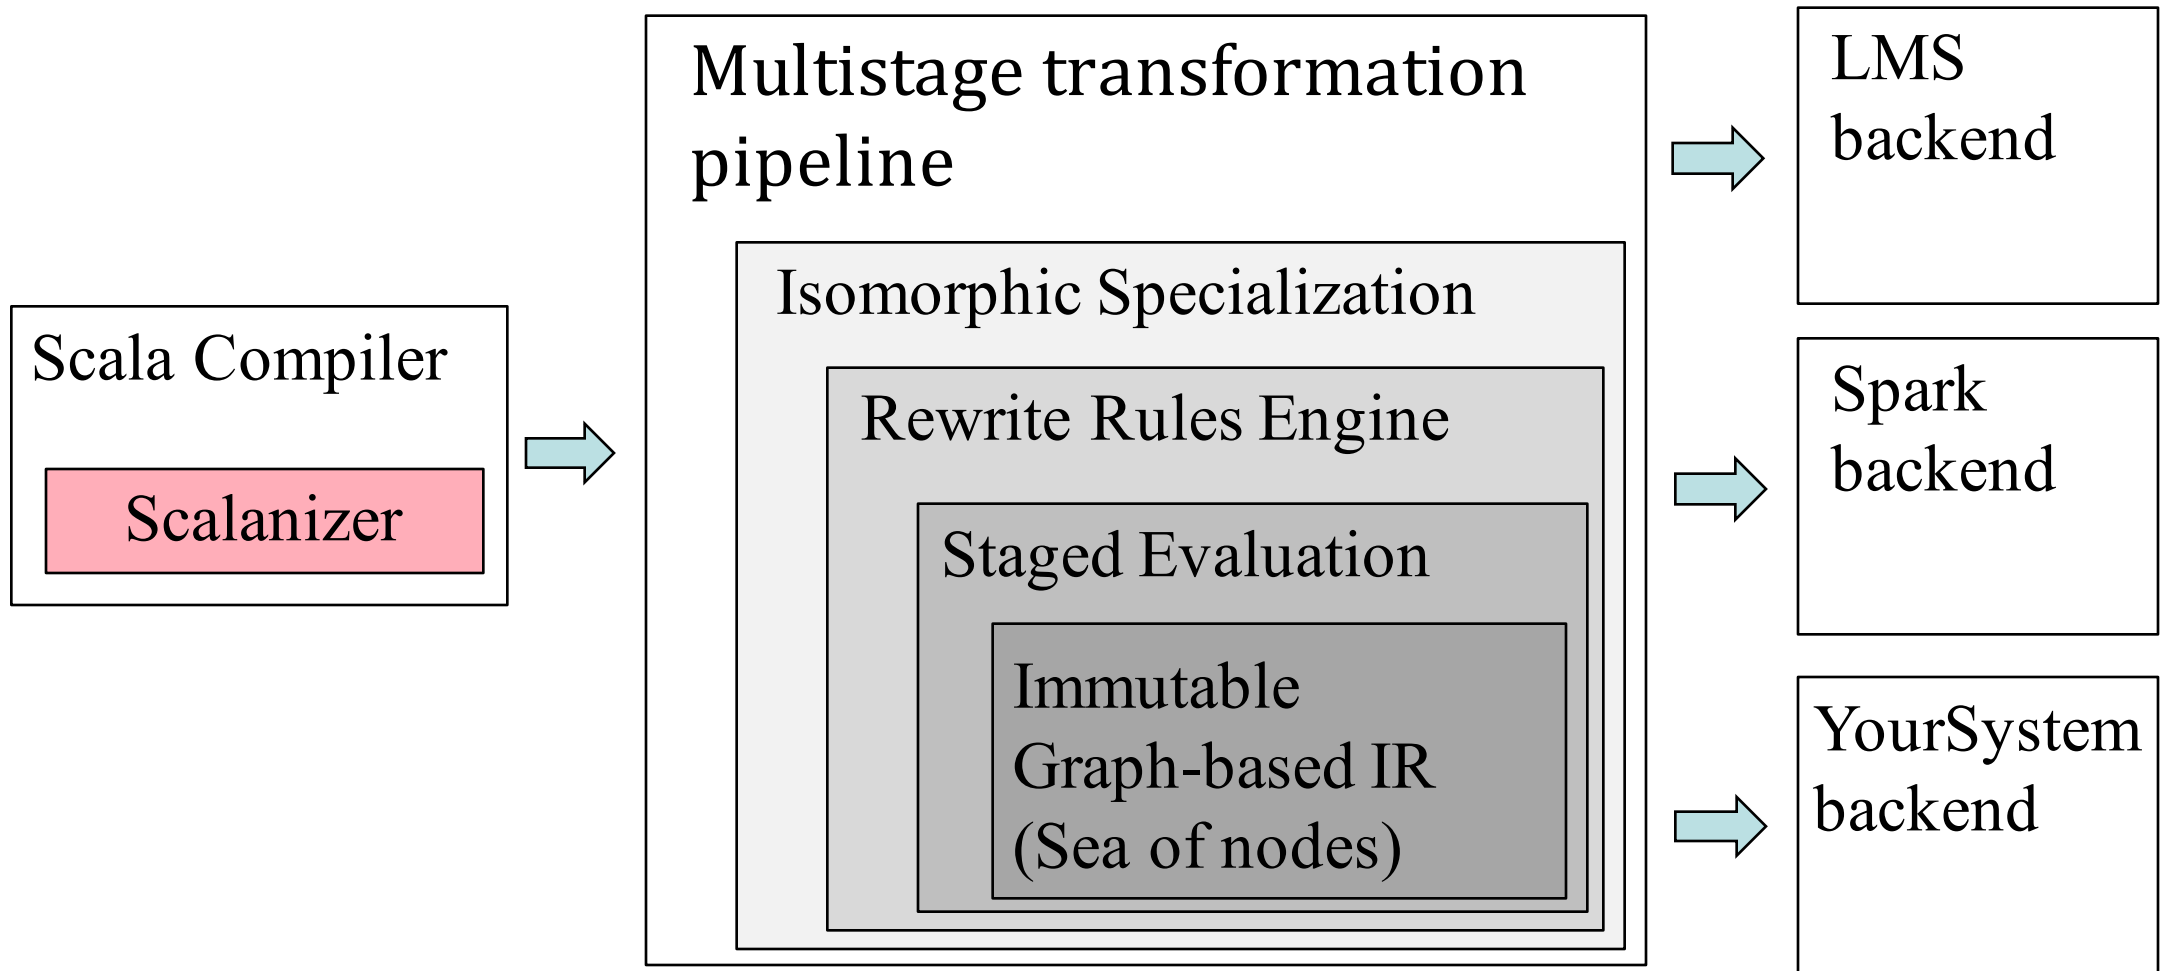 Scala Compiler
Scalanizer
Multistage transformation
pipeline
Isomorphic Specialization
Rewrite Rules Engine
Staged Evaluation
Immutable
Graph-based IR
(Sea of nodes)
LMS
backend
Spark
backend
YourSystem
backend